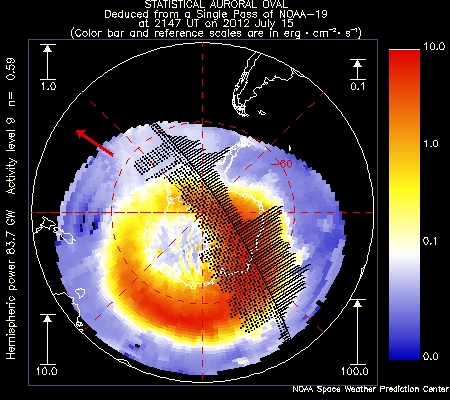 STATISTICAL AURORAL OVAL
Deduced from a Single Pass of NOAA-19
at 2147 UT on 2012 July 15
(Color bar and reference scales are in erg·cm⁻²·s⁻¹)
Hemispheric power 83.7 GW Activity level 9 n= 0.59
1.0
0.1
10.0
100.0
-60
10.0
1.0
0.1
0.0
NOAA Space Weather Prediction Center